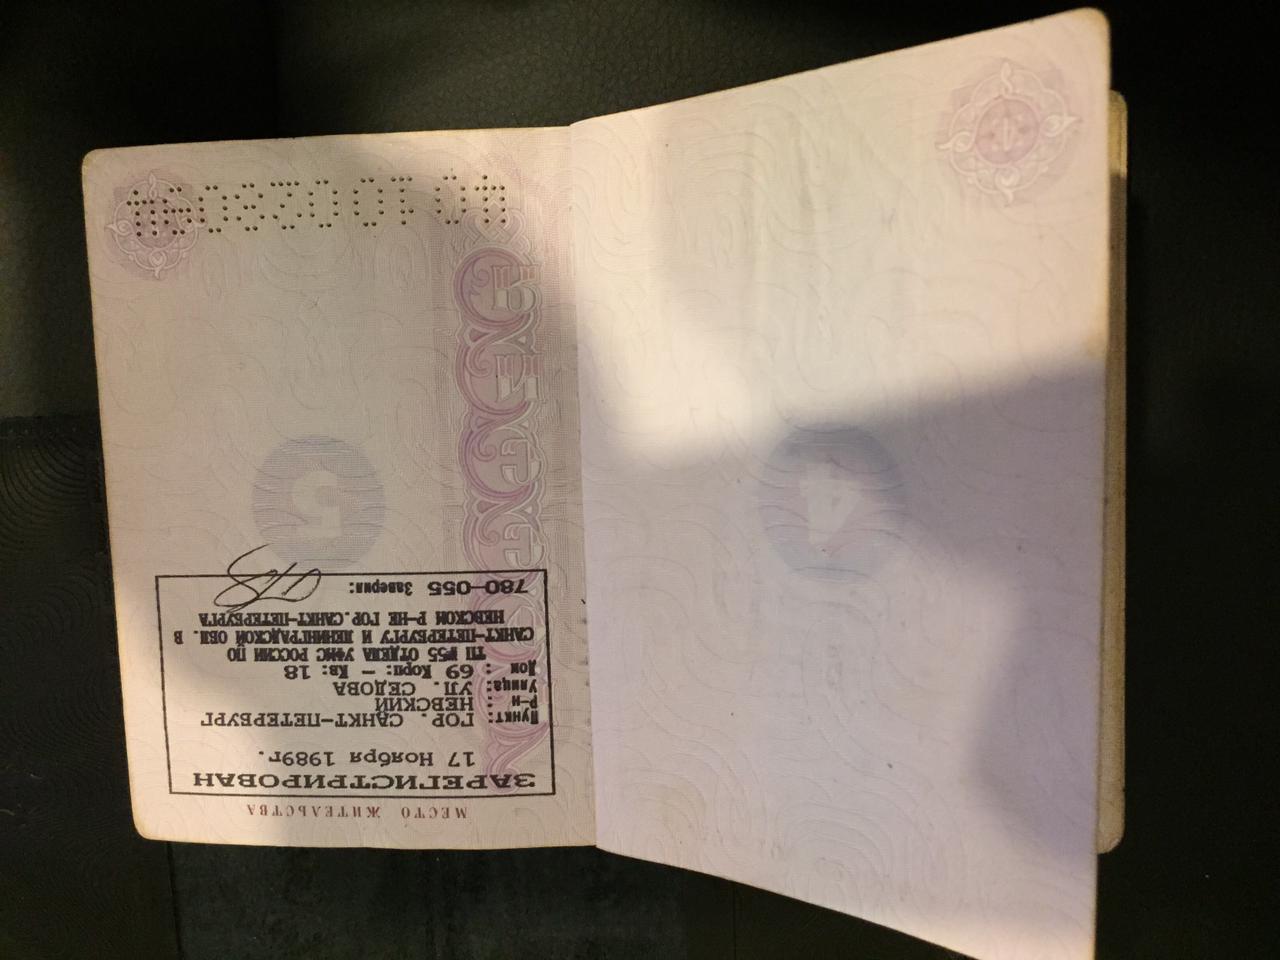 МЕСТО ЖИТЕЛЬСТВА
ЗАРЕГИСТРИРОВАН
17 Ноября 1989г.
Пункт: ГОР. САНКТ-ПЕТЕРБУРГ
Р-н ..: НЕВСКИЙ
Улица: УЛ. СЕДОВА
Дом : 69 Корп: - Кв: 18
ТП №55 ОТДЕЛА УФМС РОССИИ ПО
САНКТ-ПЕТЕРБУРГУ И ЛЕНИНГРАДСКОЙ ОБЛ. В
НЕВСКОМ Р-НЕ ГОР.САНКТ-ПЕТЕРБУРГА
780-055 Заверил:
5
4